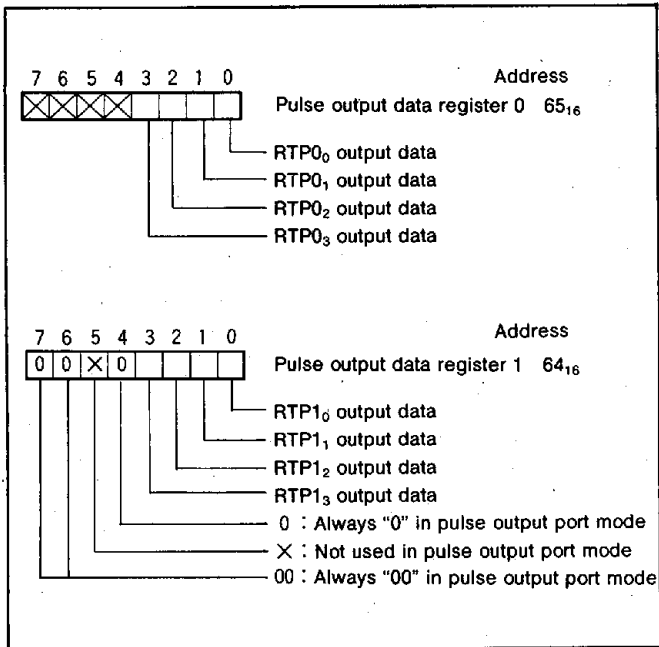 7 6 5 4 3 2 1 0 Address
Pulse output data register 0 65₁₆
RTP0₀ output data
RTP0₁ output data
RTP0₂ output data
RTP0₃ output data
7 6 5 4 3 2 1 0 Address
0 0 × 0 Pulse output data register 1 64₁₆
RTP1₀ output data
RTP1₁ output data
RTP1₂ output data
RTP1₃ output data
0 : Always "0" in pulse output port mode
× : Not used in pulse output port mode
00 : Always "00" in pulse output port mode